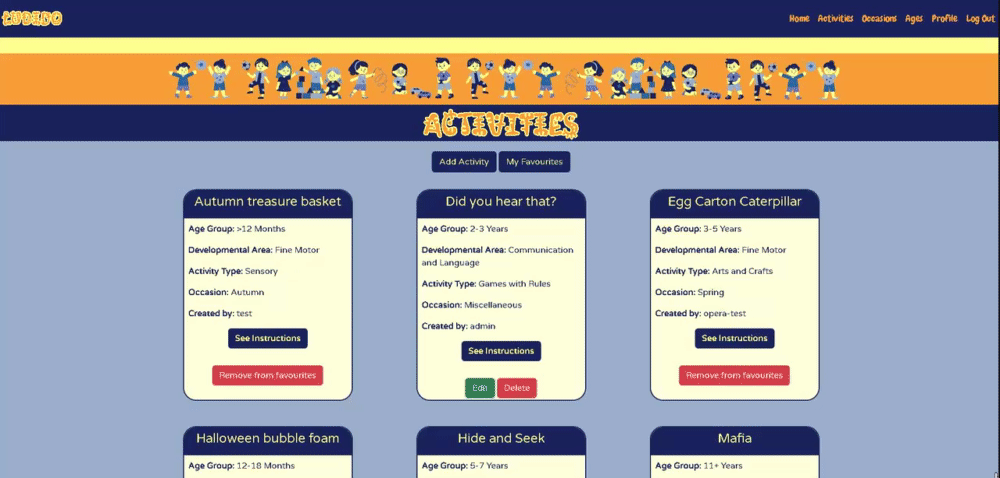 LUDIDO
Home Activities Occasions Ages Profile Log Out
ACTIVITIES
Add Activity My Favourites
Autumn treasure basket
Age Group: >12 Months
Developmental Area: Fine Motor
Activity Type: Sensory
Occasion: Autumn
Created by: test
See Instructions
Remove from favourites
Did you hear that?
Age Group: 2-3 Years
Developmental Area: Communication
and Language
Activity Type: Games with Rules
Occasion: Miscellaneous
Created by: admin
See Instructions
Edit Delete
Egg Carton Caterpillar
Age Group: 3-5 Years
Developmental Area: Fine Motor
Activity Type: Arts and Crafts
Occasion: Spring
Created by: opera-test
See Instructions
Remove from favourites
Halloween bubble foam
Age Group: 12-18 Months
Hide and Seek
Age Group: 5-7 Years
Mafia
Age Group: 11+ Years